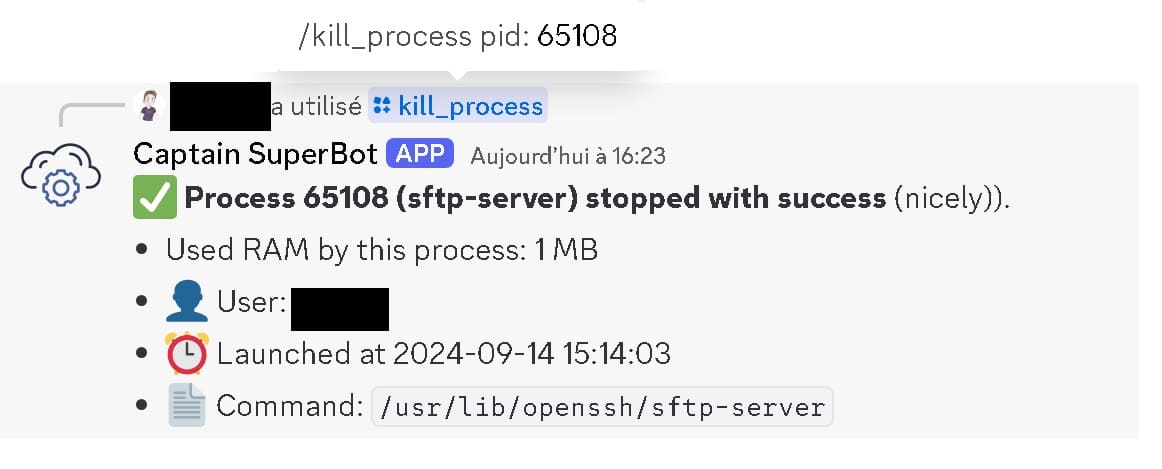 /kill_process pid: 65108
a utilisé kill_process
Captain SuperBot APP Aujourd’hui à 16:23
Process 65108 (sftp-server) stopped with success (nicely)).
Used RAM by this process: 1 MB
User:
Launched at 2024-09-14 15:14:03
Command: /usr/lib/openssh/sftp-server